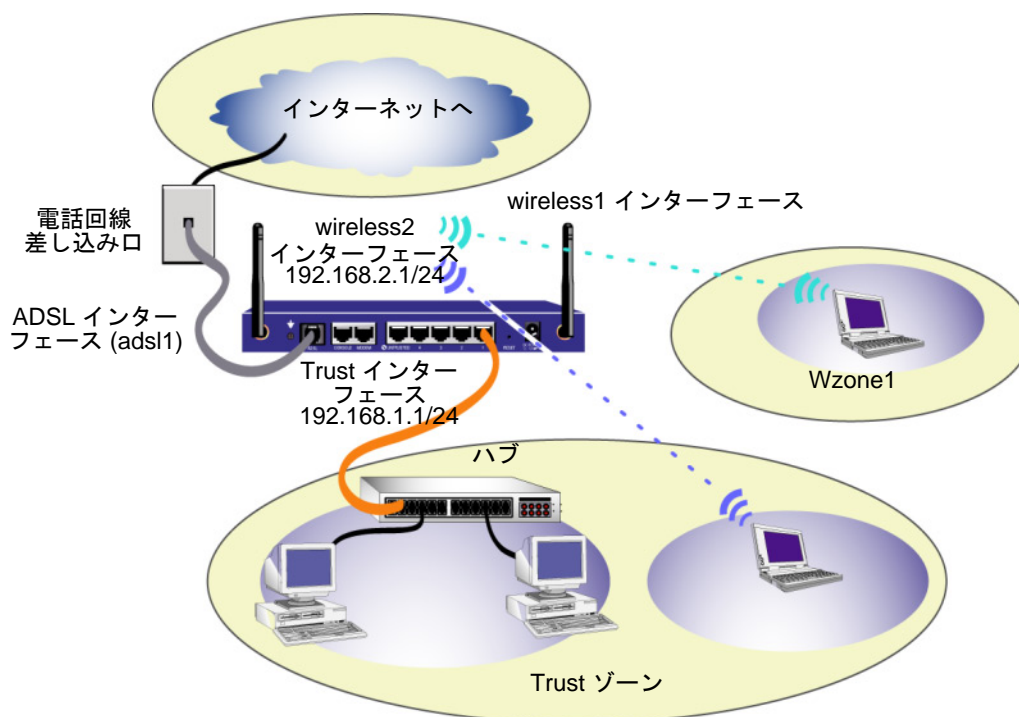 インターネットへ
wireless1 インターフェース
電話回線
差し込み口
wireless2
インターフェース
192.168.2.1/24
ADSL インター
フェース (adsl1)
Trust インター
フェース
192.168.1.1/24
Wzone1
ハブ
Trust ゾーン